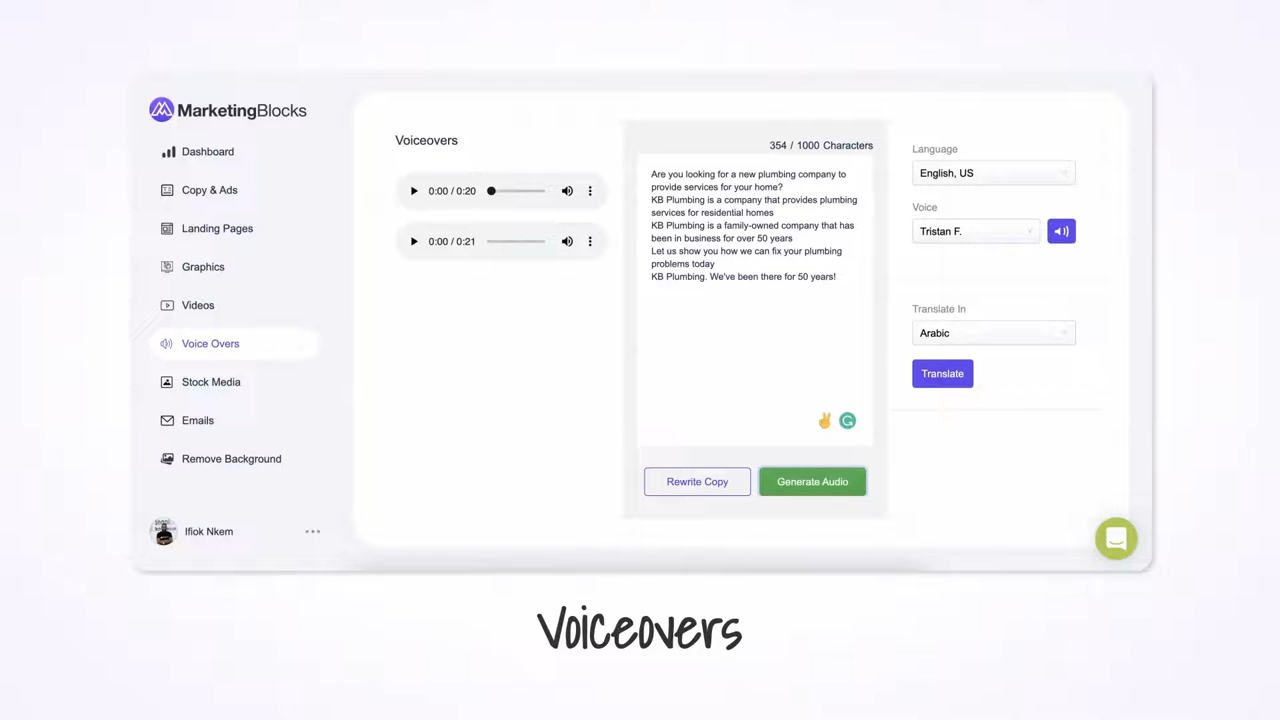 MarketingBlocks
Dashboard
Copy & Ads
Landing Pages
Graphics
Videos
Voice Overs
Stock Media
Emails
Remove Background
Ifiok Nkem
Voiceovers
0:00 / 0:20
0:00 / 0:21
354 / 1000 Characters
Are you looking for a new plumbing company to
provide services for your home?
KB Plumbing is a company that provides plumbing
services for residential homes
KB Plumbing is a family-owned company that has
been in business for over 50 years
Let us show you how we can fix your plumbing
problems today
KB Plumbing. We've been there for 50 years!
Rewrite Copy
Generate Audio
Language
English, US
Voice
Tristan F.
Translate In
Arabic
Translate
Voiceovers